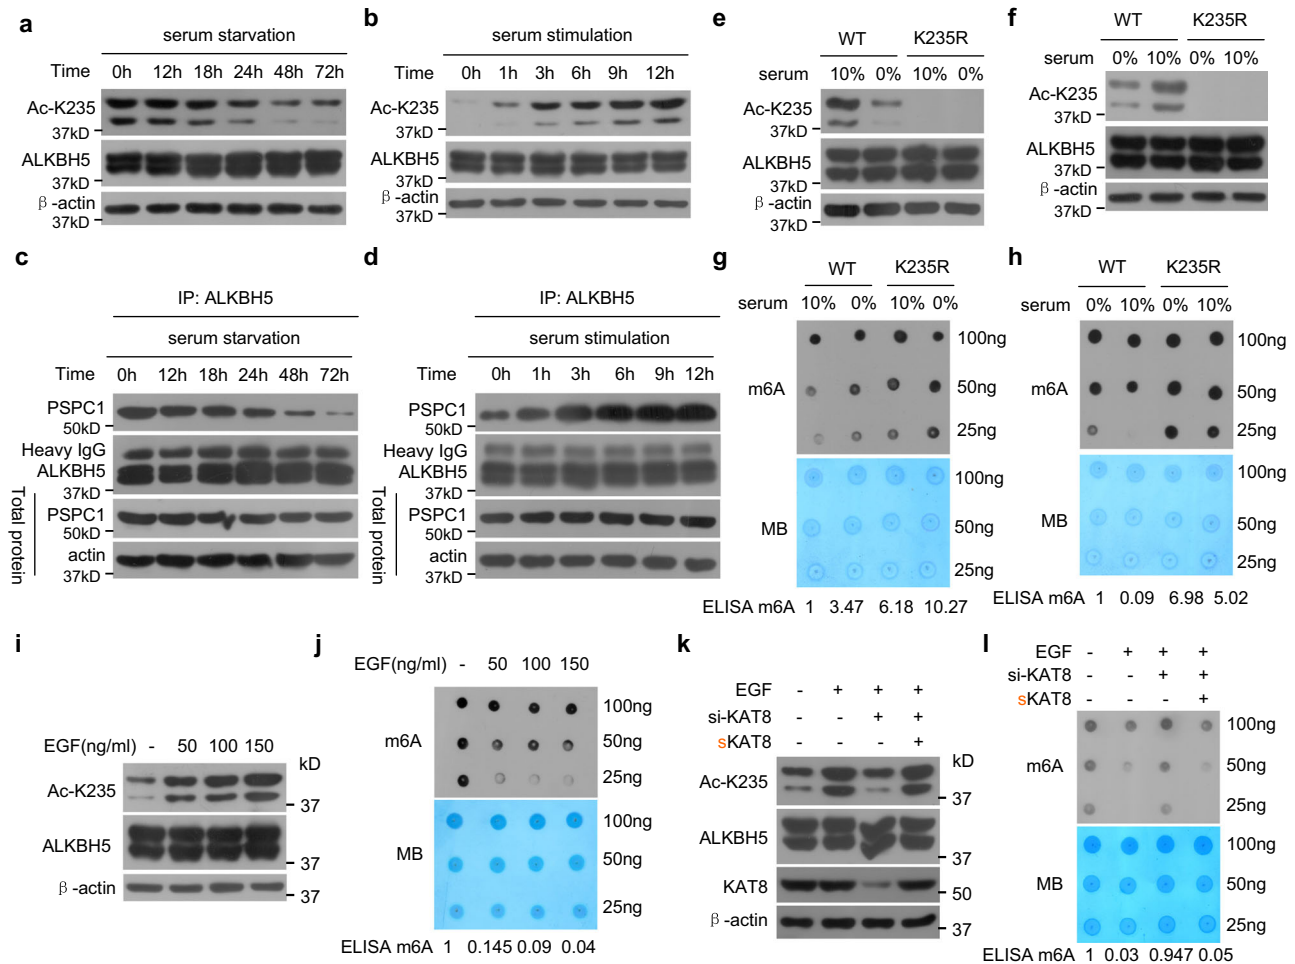 a
serum starvation
Time 0h 12h 18h 24h 48h 72h
Ac-K235
37kD
ALKBH5
37kD
β-actin
37kD
b
serum stimulation
Time 0h 1h 3h 6h 9h 12h
Ac-K235
37kD
ALKBH5
37kD
β-actin
37kD
e
WT K235R
serum 10% 0% 10% 0%
Ac-K235
37kD
ALKBH5
37kD
β-actin
37kD
f
WT K235R
serum 0% 10% 0% 10%
Ac-K235
37kD
ALKBH5
37kD
β-actin
37kD
c
IP: ALKBH5
serum starvation
Time 0h 12h 18h 24h 48h 72h
PSPC1
50kD
Heavy IgG
ALKBH5
37kD
Total protein
PSPC1
50kD
actin
37kD
d
IP: ALKBH5
serum stimulation
Time 0h 1h 3h 6h 9h 12h
PSPC1
50kD
Heavy IgG
ALKBH5
37kD
Total protein
PSPC1
50kD
actin
37kD
g
WT K235R
serum 10% 0% 10% 0%
100ng
m6A 50ng
25ng
100ng
MB 50ng
25ng
ELISA m6A 1 3.47 6.18 10.27
h
WT K235R
serum 0% 10% 0% 10%
100ng
m6A 50ng
25ng
100ng
MB 50ng
25ng
ELISA m6A 1 0.09 6.98 5.02
i
EGF(ng/ml) - 50 100 150
kD
Ac-K235
37
ALKBH5
37
β-actin
37
j
EGF(ng/ml) - 50 100 150
100ng
m6A 50ng
25ng
100ng
MB 50ng
25ng
ELISA m6A 1 0.145 0.09 0.04
k
EGF - + + +
si-KAT8 - - + +
sKAT8 - - - +
kD
Ac-K235
37
ALKBH5
37
KAT8
50
β-actin
37
l
EGF - + + +
si-KAT8 - - + +
sKAT8 - - - +
100ng
m6A 50ng
25ng
100ng
MB 50ng
25ng
ELISA m6A 1 0.03 0.947 0.05